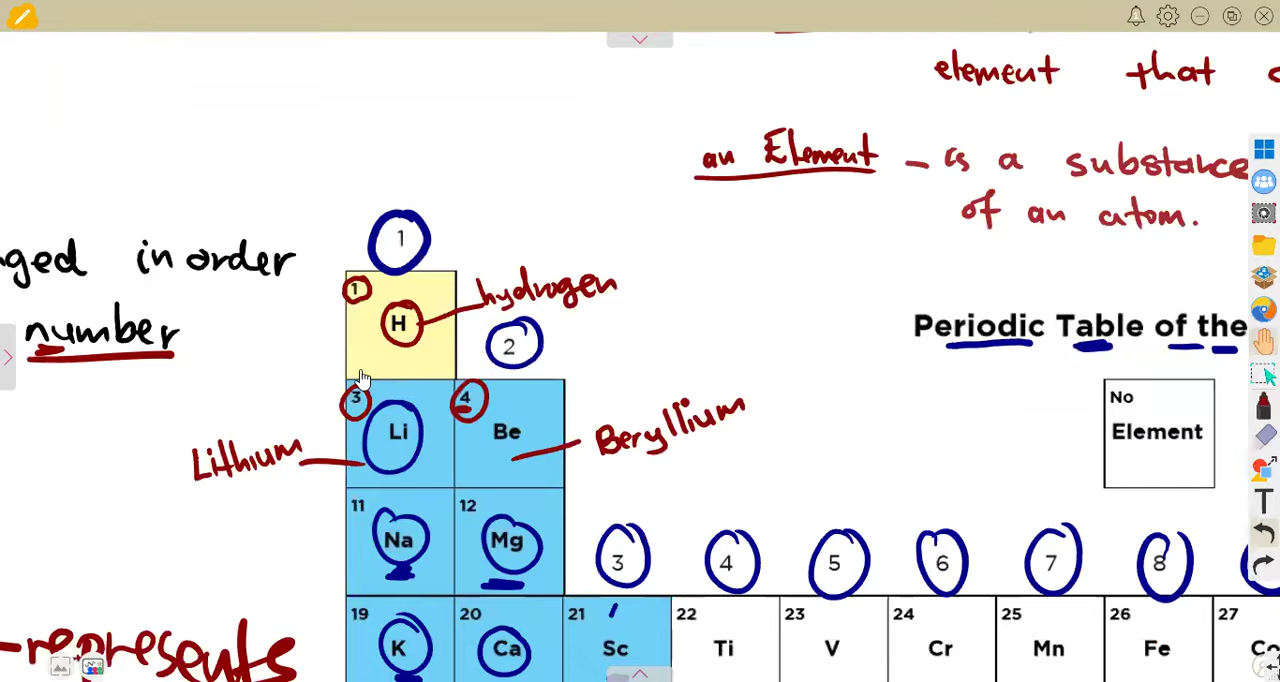 element that
an Element - is a substance
of an atom.
nged in order
number
1
1
H
hydrogen
2
Periodic Table of the
3
Li
Lithium
4
Be
Beryllium
No
Element
11
Na
12
Mg
3 4 5 6 7 8
19
K
20
Ca
21
Sc
22
Ti
23
V
24
Cr
25
Mn
26
Fe
27
Co
-represents